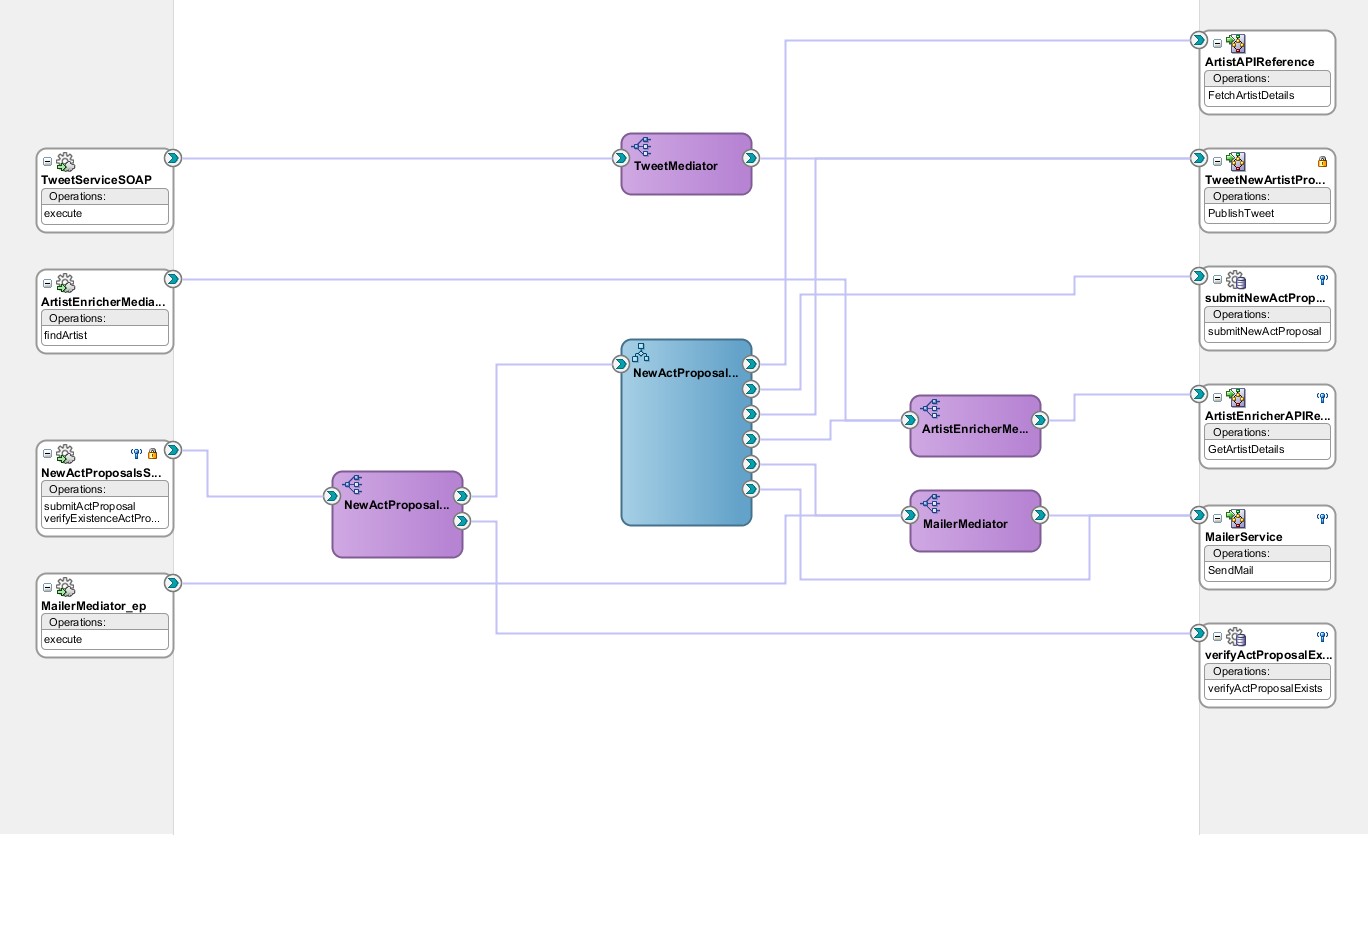 TweetServiceSOAP
Operations:
execute
ArtistEnricherMedia...
Operations:
findArtist
NewActProposalsS...
Operations:
submitActProposal
verifyExistenceActPro...
MailerMediator_ep
Operations:
execute
NewActProposal...
TweetMediator
NewActProposal...
ArtistEnricherMe...
MailerMediator
ArtistAPIReference
Operations:
FetchArtistDetails
TweetNewArtistPro...
Operations:
PublishTweet
submitNewActProp...
Operations:
submitNewActProposal
ArtistEnricherAPIRe...
Operations:
GetArtistDetails
MailerService
Operations:
SendMail
verifyActProposalEx...
Operations:
verifyActProposalExists